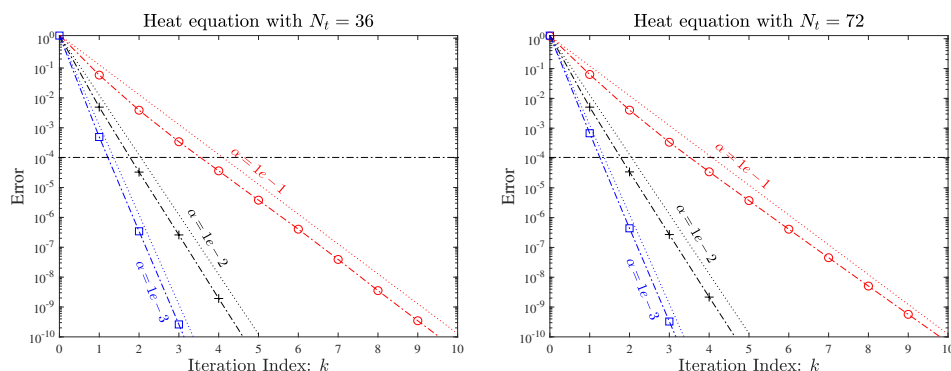 Heat equation with N_t = 36
10^0
10^-1
10^-2
10^-3
10^-4
10^-5
10^-6
10^-7
10^-8
10^-9
10^-10
Error
α = 1e − 1
α = 1e − 2
α = 1e − 3
0 1 2 3 4 5 6 7 8 9 10
Iteration Index: k
Heat equation with N_t = 72
10^0
10^-1
10^-2
10^-3
10^-4
10^-5
10^-6
10^-7
10^-8
10^-9
10^-10
Error
α = 1e − 1
α = 1e − 2
α = 1e − 3
0 1 2 3 4 5 6 7 8 9 10
Iteration Index: k